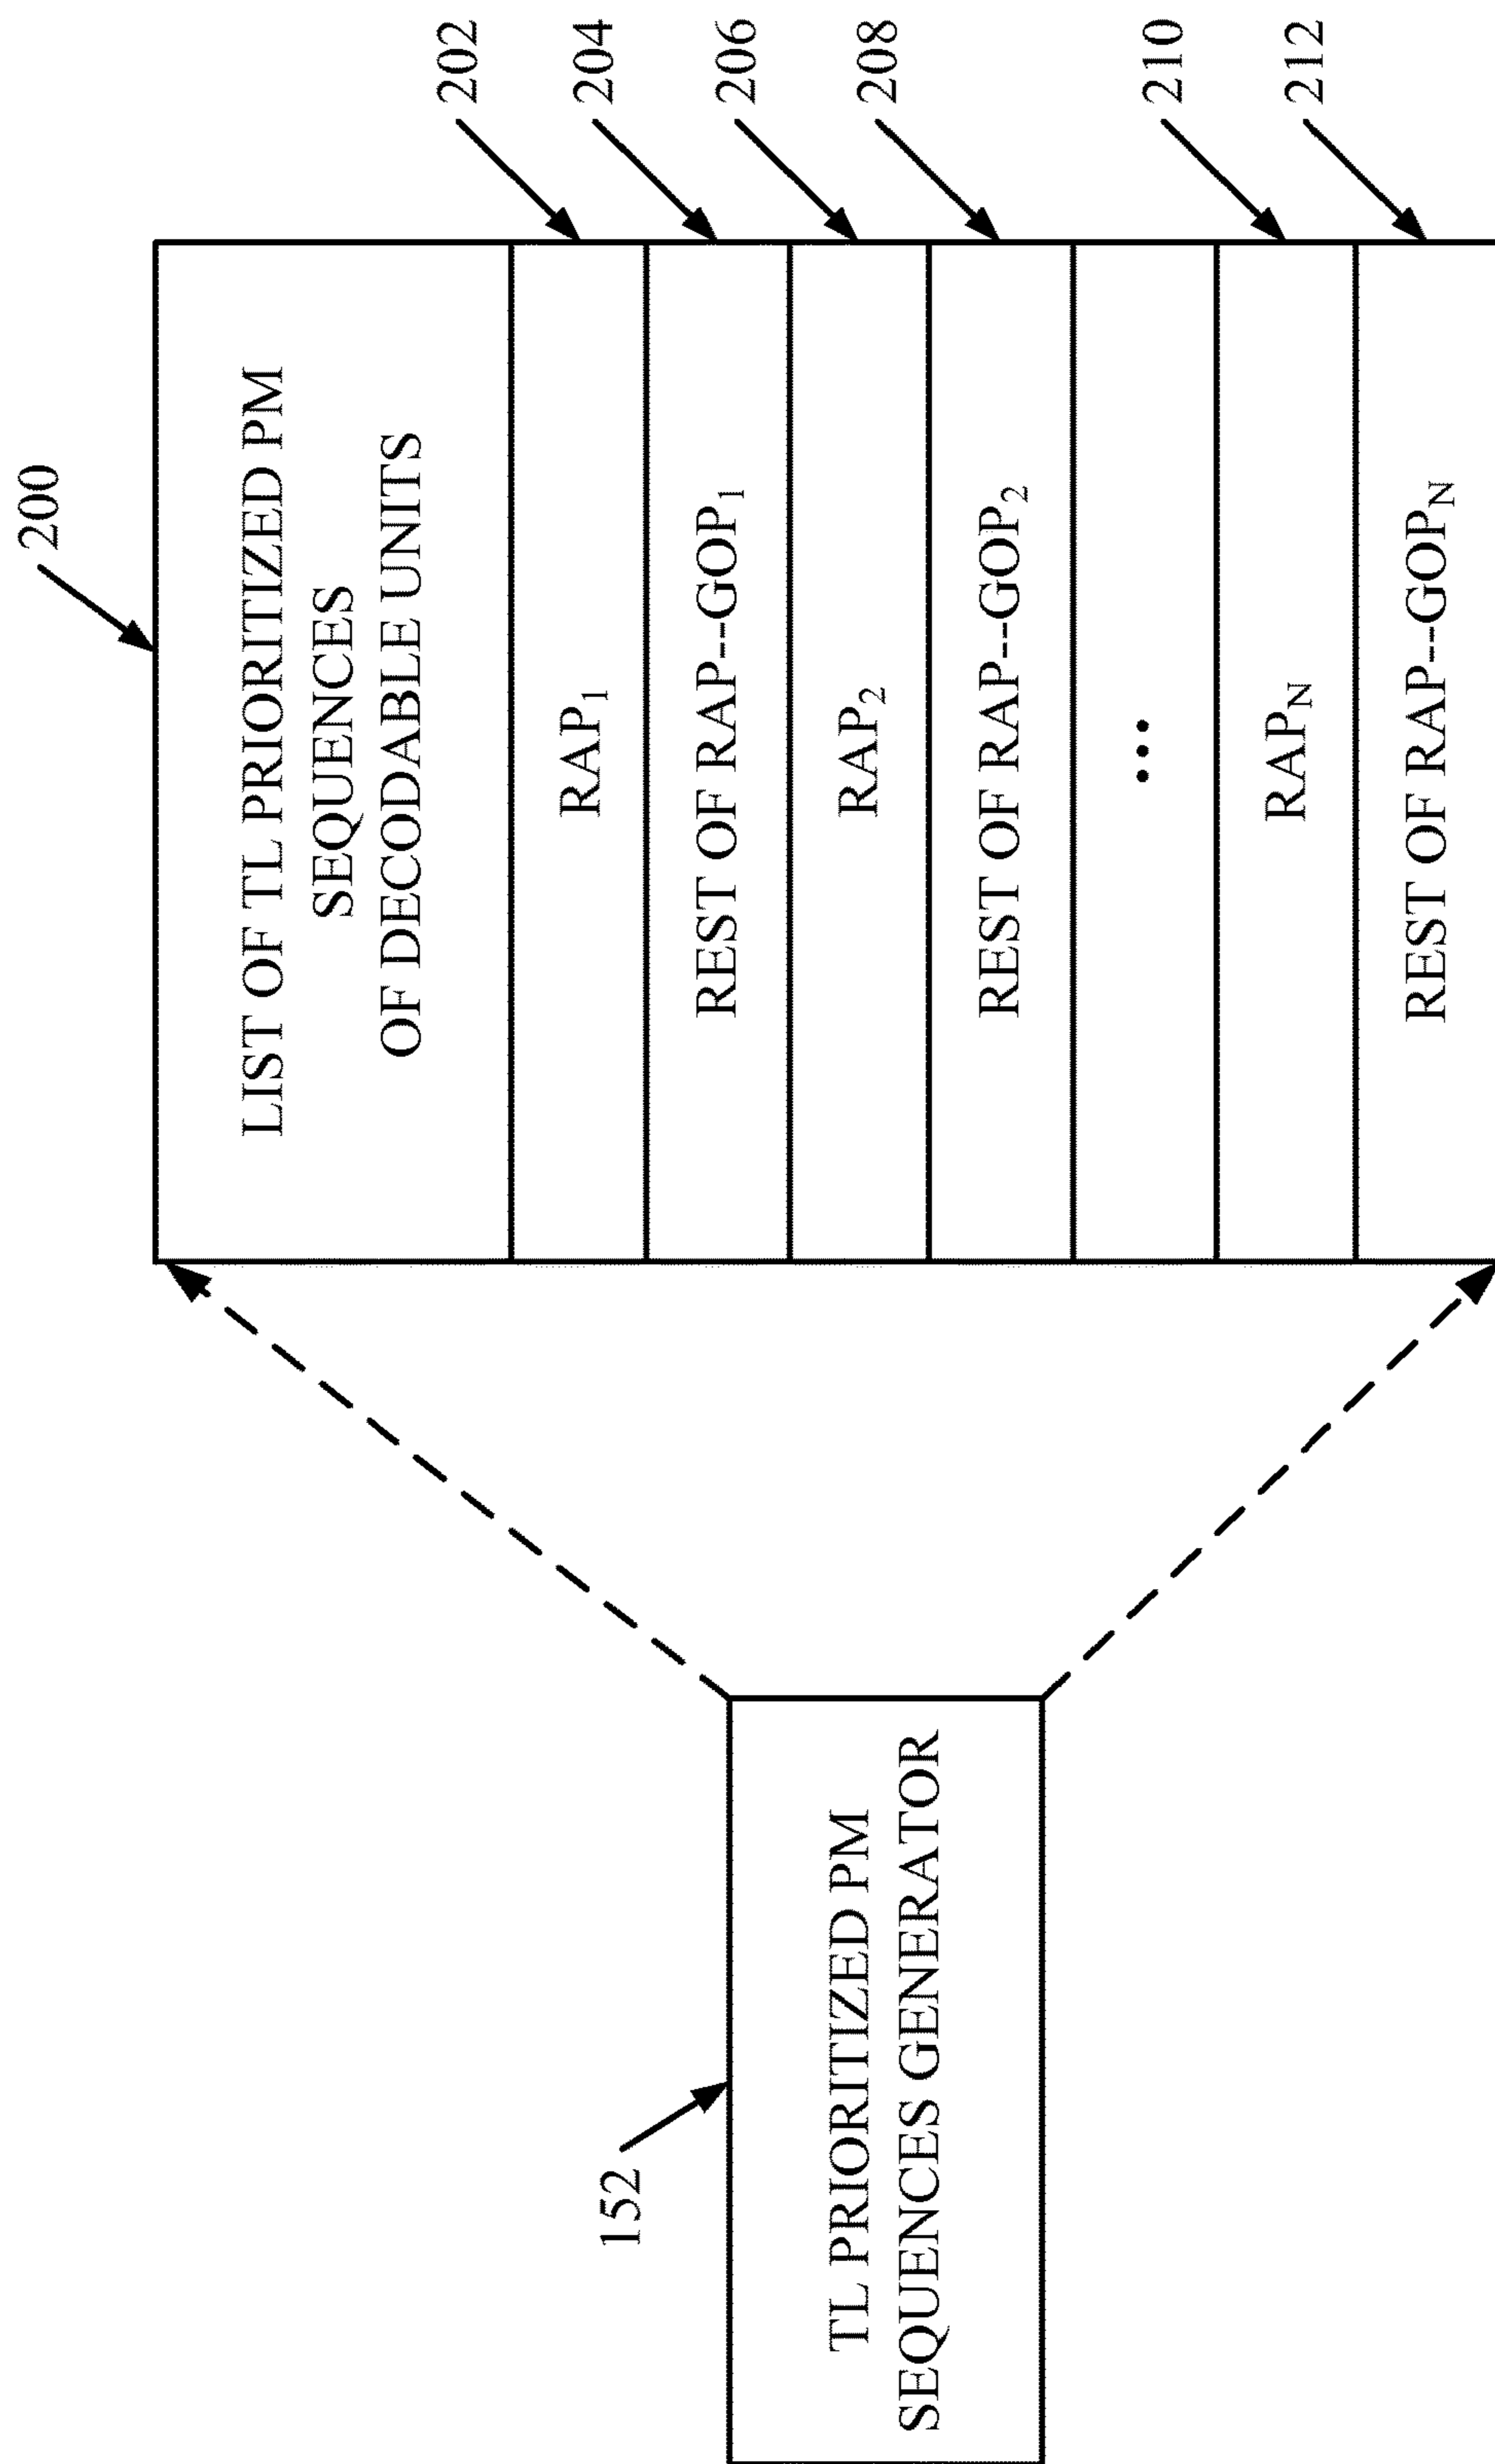 152
TL PRIORITIZED PM
SEQUENCES GENERATOR
200
LIST OF TL PRIORITIZED PM
SEQUENCES
OF DECODABLE UNITS
RAP1
202
REST OF RAP--GOP1
204
RAP2
206
REST OF RAP--GOP2
208
...
RAPN
210
REST OF RAP--GOPN
212